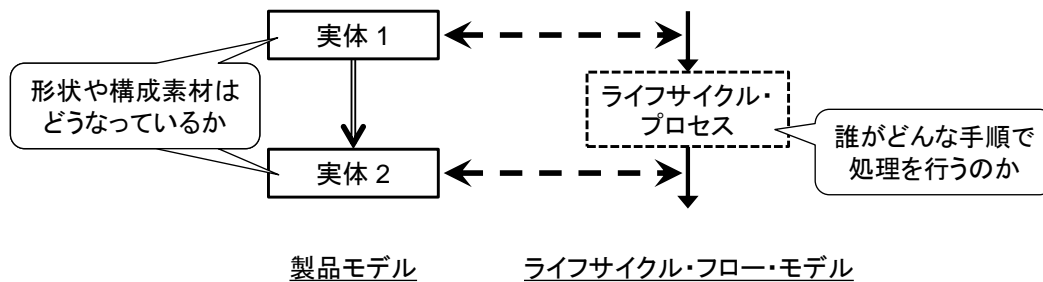 実体 1
形状や構成素材は
どうなっているか
ライフサイクル・
プロセス
誰がどんな手順で
処理を行うのか
実体 2
製品モデル
ライフサイクル・フロー・モデル